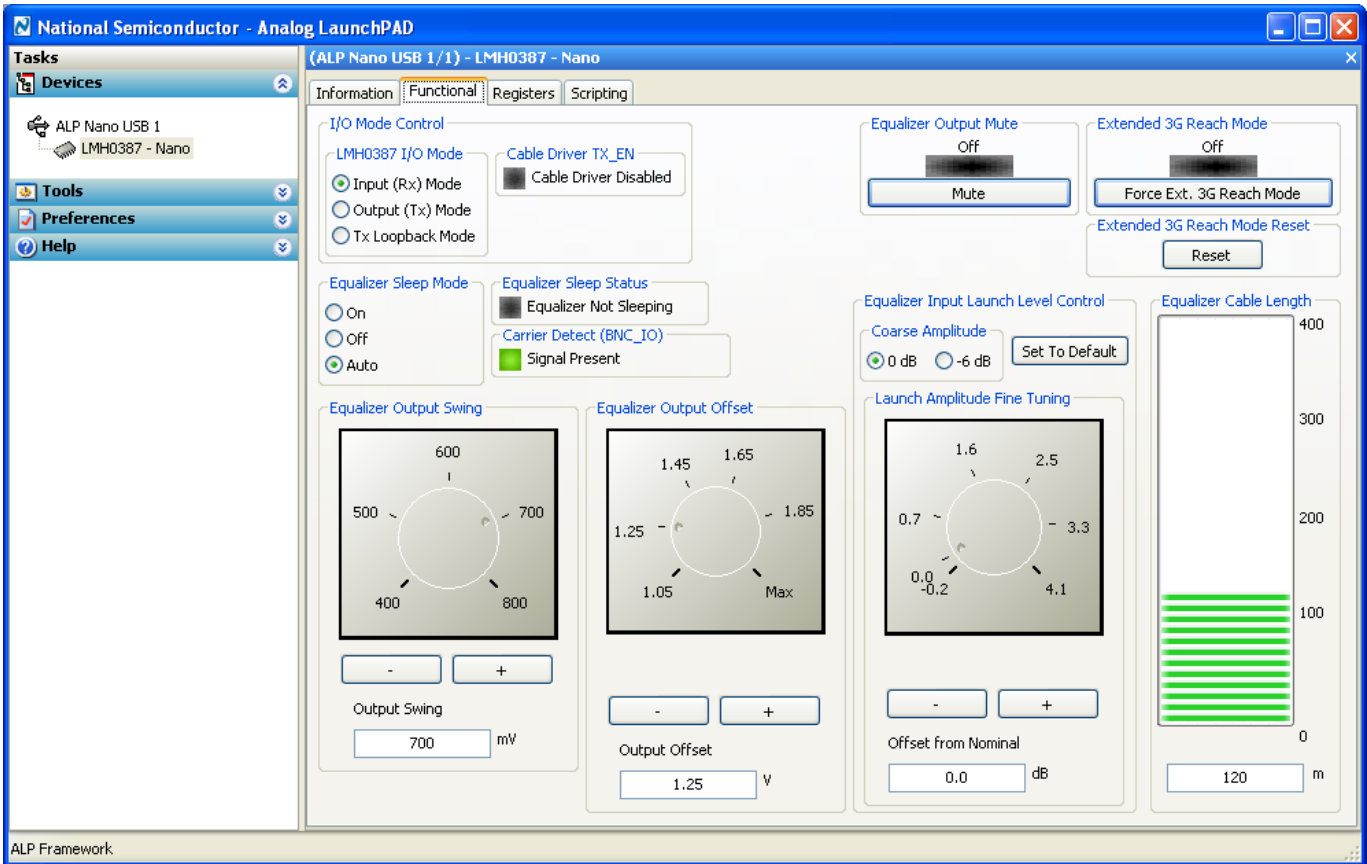 National Semiconductor - Analog LaunchPAD
Tasks
Devices
ALP Nano USB 1
LMH0387 - Nano
Tools
Preferences
Help
(ALP Nano USB 1/1) - LMH0387 - Nano
Information
Functional
Registers
Scripting
I/O Mode Control
LMH0387 I/O Mode
Input (Rx) Mode
Output (Tx) Mode
Tx Loopback Mode
Cable Driver TX_EN
Cable Driver Disabled
Equalizer Output Mute
Off
Mute
Extended 3G Reach Mode
Off
Force Ext. 3G Reach Mode
Extended 3G Reach Mode Reset
Reset
Equalizer Sleep Mode
On
Off
Auto
Equalizer Sleep Status
Equalizer Not Sleeping
Carrier Detect (BNC_IO)
Signal Present
Equalizer Output Swing
600
500
700
400
800
-
+
Output Swing
700 mV
Equalizer Output Offset
1.45
1.65
1.25
1.85
1.05
Max
-
+
Output Offset
1.25 V
Equalizer Input Launch Level Control
Coarse Amplitude
0 dB
-6 dB
Set To Default
Launch Amplitude Fine Tuning
1.6
2.5
0.7
3.3
0.0
-0.2
4.1
-
+
Offset from Nominal
0.0 dB
Equalizer Cable Length
400
300
200
100
0
120 m
ALP Framework